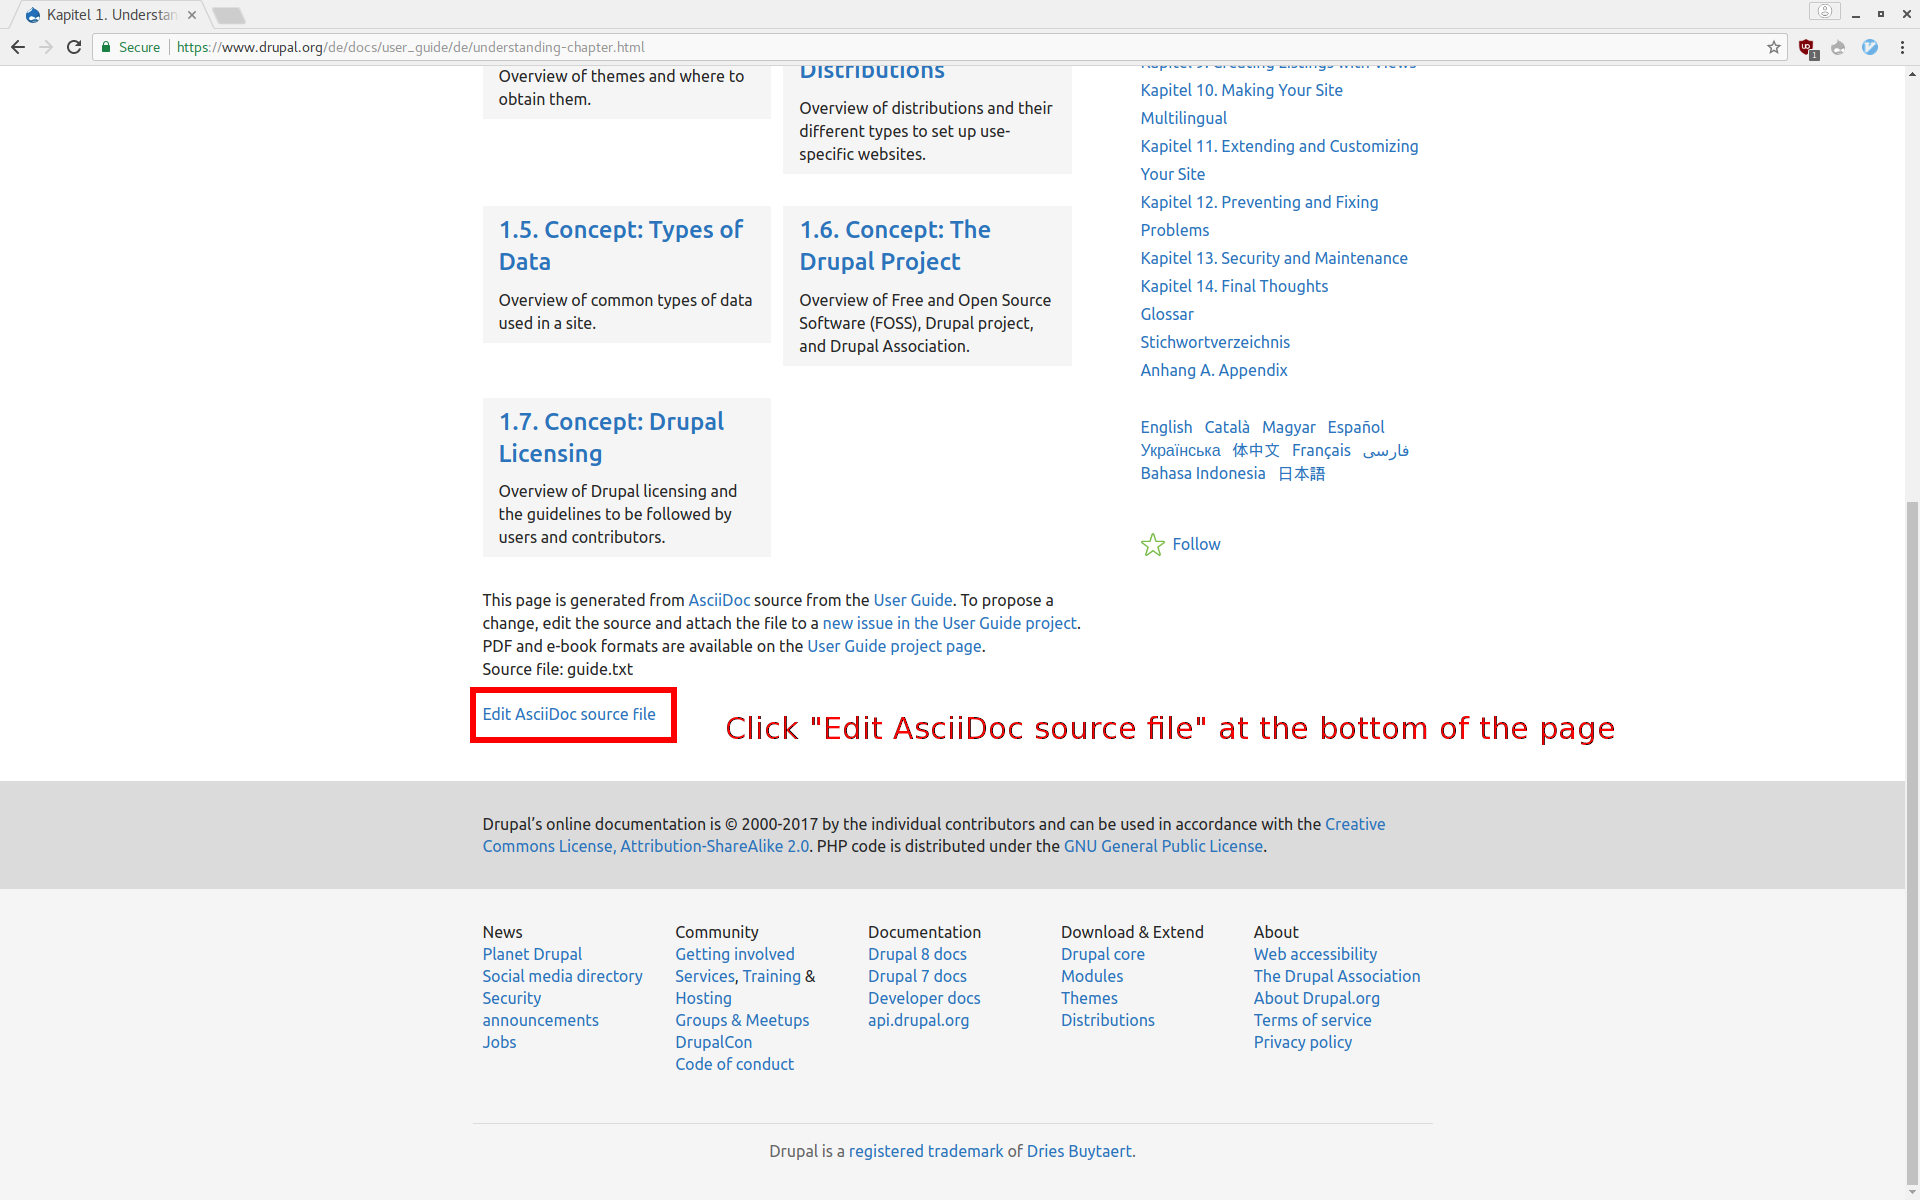 Kapitel 1. Understan
Secure
https://www.drupal.org/de/docs/user_guide/de/understanding-chapter.html
1
Overview of themes and where to
obtain them.
Distributions
Overview of distributions and their
different types to set up use-
specific websites.
1.5. Concept: Types of
Data
Overview of common types of data
used in a site.
1.6. Concept: The
Drupal Project
Overview of Free and Open Source
Software (FOSS), Drupal project,
and Drupal Association.
1.7. Concept: Drupal
Licensing
Overview of Drupal licensing and
the guidelines to be followed by
users and contributors.
This page is generated from AsciiDoc source from the User Guide. To propose a
change, edit the source and attach the file to a new issue in the User Guide project.
PDF and e-book formats are available on the User Guide project page.
Source file: guide.txt
Edit AsciiDoc source file
Click "Edit AsciiDoc source file" at the bottom of the page
Kapitel 9. Creating Listings with Views
Kapitel 10. Making Your Site
Multilingual
Kapitel 11. Extending and Customizing
Your Site
Kapitel 12. Preventing and Fixing
Problems
Kapitel 13. Security and Maintenance
Kapitel 14. Final Thoughts
Glossar
Stichwortverzeichnis
Anhang A. Appendix
English Català Magyar Español
Українська 体中文 Français فارسی
Bahasa Indonesia 日本語
Follow
Drupal’s online documentation is © 2000-2017 by the individual contributors and can be used in accordance with the Creative
Commons License, Attribution-ShareAlike 2.0. PHP code is distributed under the GNU General Public License.
News
Planet Drupal
Social media directory
Security
announcements
Jobs
Community
Getting involved
Services, Training &
Hosting
Groups & Meetups
DrupalCon
Code of conduct
Documentation
Drupal 8 docs
Drupal 7 docs
Developer docs
api.drupal.org
Download & Extend
Drupal core
Modules
Themes
Distributions
About
Web accessibility
The Drupal Association
About Drupal.org
Terms of service
Privacy policy
Drupal is a registered trademark of Dries Buytaert.